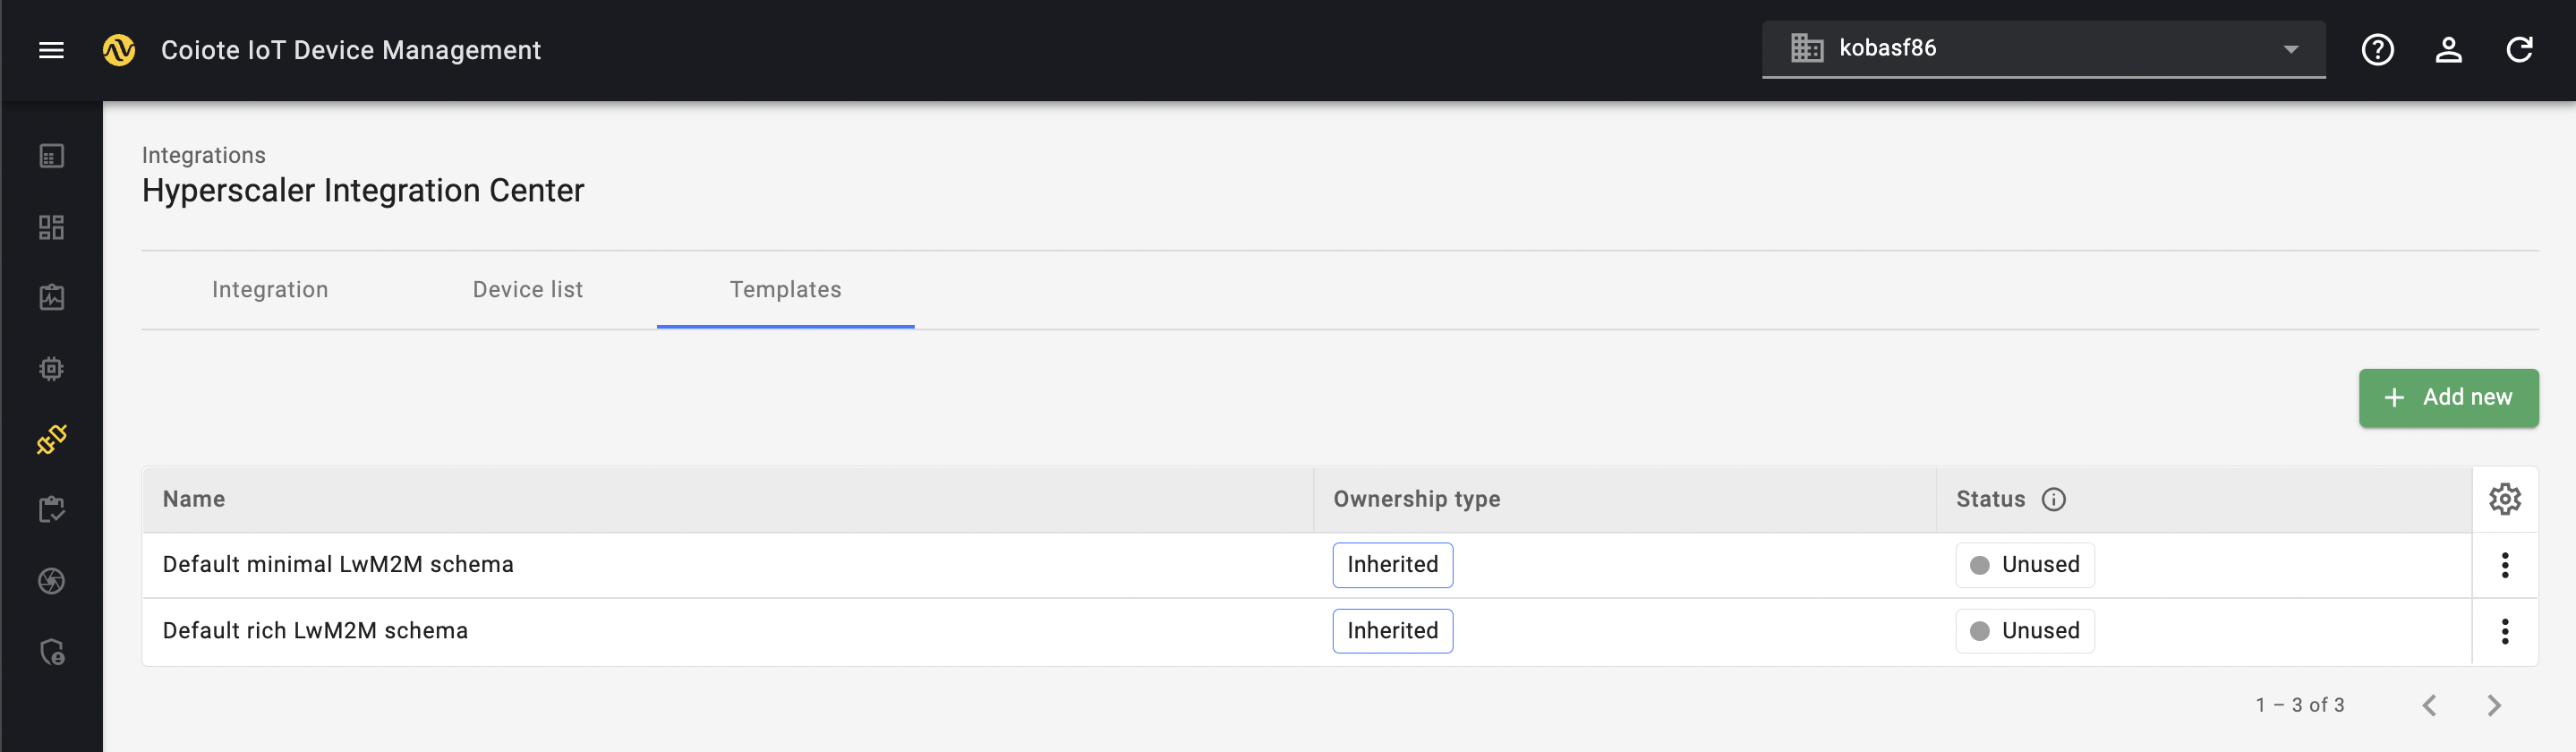 Coiote IoT Device Management
kobasf86
Integrations
Hyperscaler Integration Center
Integration Device list Templates
Add new
Name Ownership type Status
Default minimal LwM2M schema Inherited Unused
Default rich LwM2M schema Inherited Unused
1 – 3 of 3